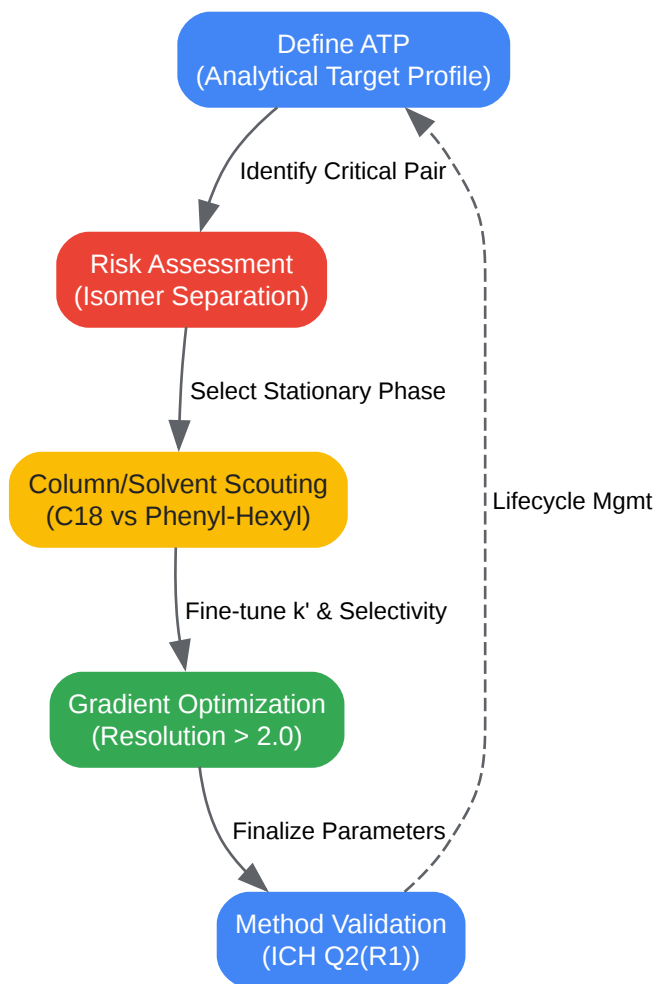 Define ATP
(Analytical Target Profile)
Identify Critical Pair
Risk Assessment
(Isomer Separation)
Select Stationary Phase
Column/Solvent Scouting
(C18 vs Phenyl-Hexyl)
Lifecycle Mgmt
Fine-tune k' & Selectivity
Gradient Optimization
(Resolution > 2.0)
Finalize Parameters
Method Validation
(ICH Q2(R1))